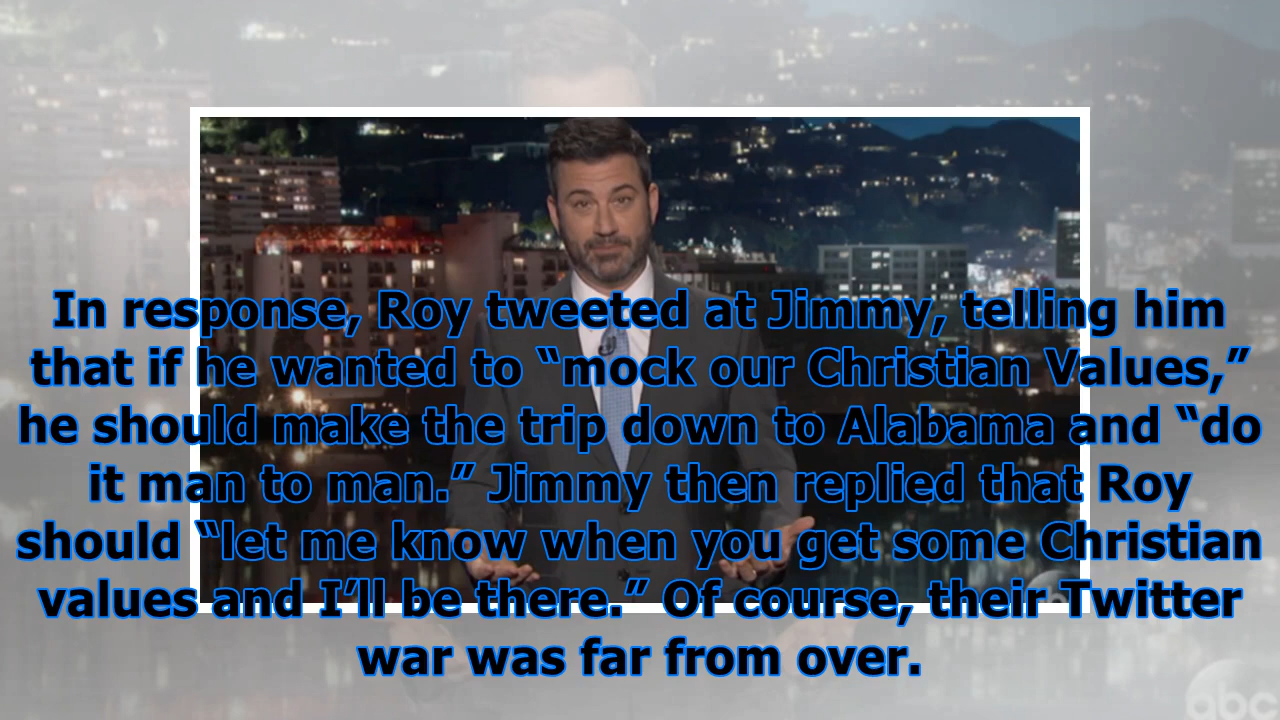 In response, Roy tweeted at Jimmy, telling him
that if he wanted to “mock our Christian Values,”
he should make the trip down to Alabama and “do
it man to man.” Jimmy then replied that Roy
should “let me know when you get some Christian
values and I’ll be there.” Of course, their Twitter
war was far from over.
abc